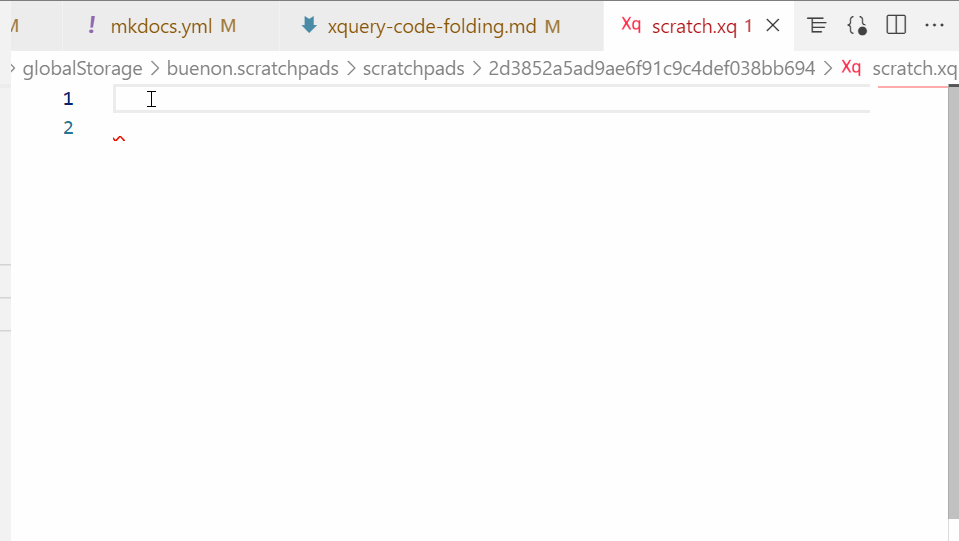 M ! mkdocs.yml M xquery-code-folding.md M Xq scratch.xq 1
globalStorage > buenon.scratchpads > scratchpads > 2d3852a5ad9ae6f91c9c4def038bb694 > Xq scratch.xq
1
2